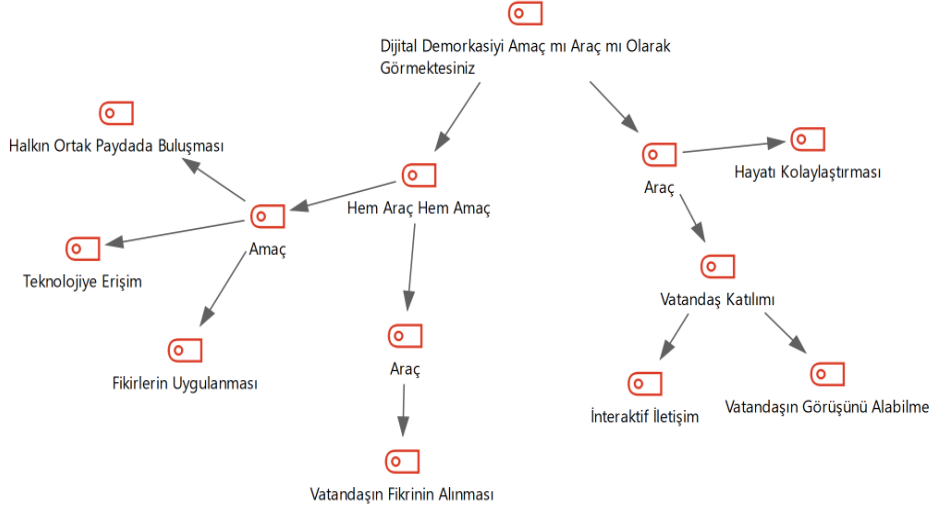 Dijital Demorkasiyi Amaç mı Araç mı Olarak
Görmektesiniz
Halkın Ortak Paydada Buluşması
Hayatı Kolaylaştırması
Araç
Hem Araç Hem Amaç
Amaç
Teknolojiye Erişim
Vatandaş Katılımı
Araç
Fikirlerin Uygulanması
İnteraktif İletişim
Vatandaşın Görüşünü Alabilme
Vatandaşın Fikrinin Alınması